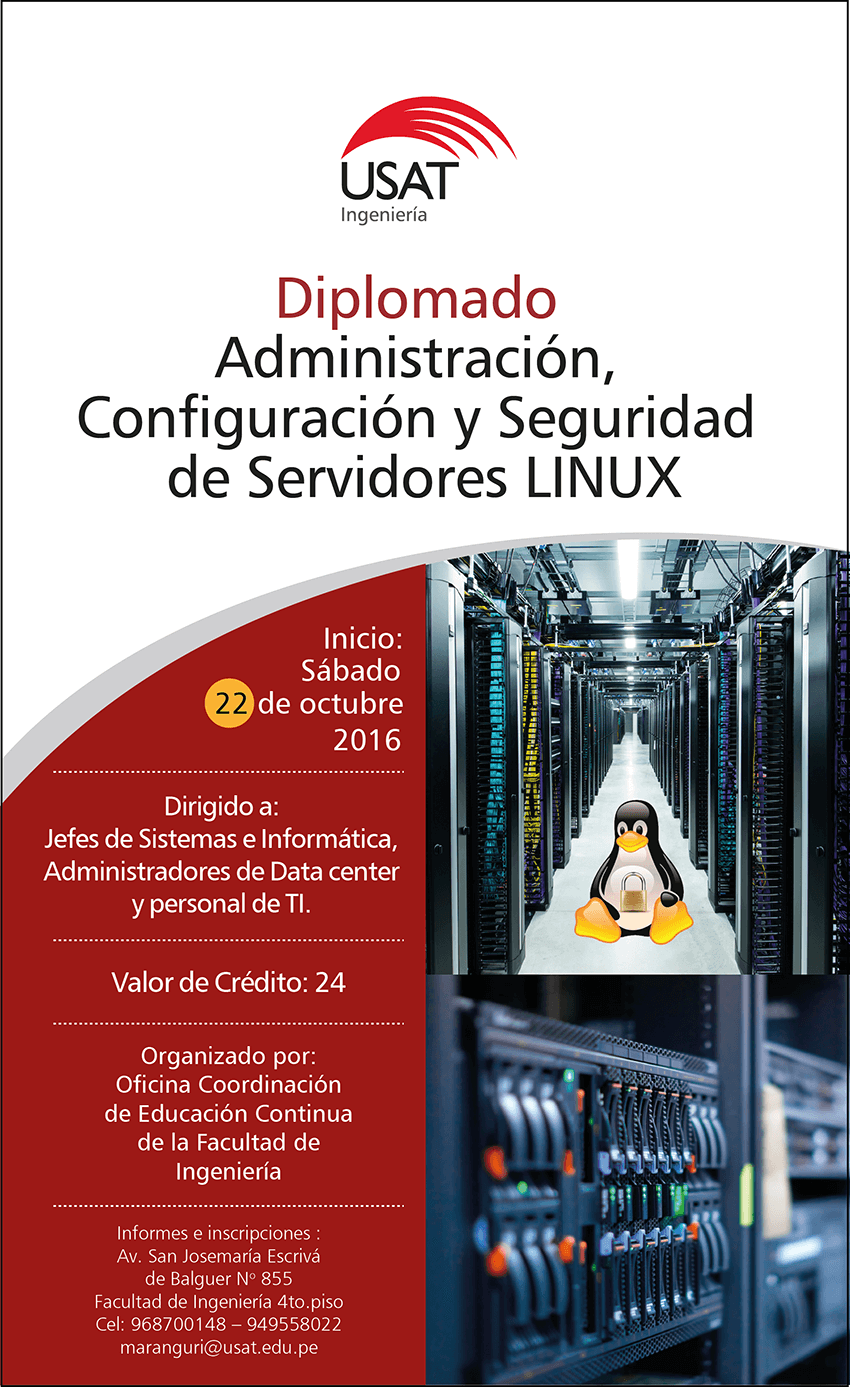 USAT
Ingeniería
Diplomado
Administración,
Configuración y Seguridad
de Servidores LINUX
Inicio:
Sábado
22 de octubre
2016
Dirigido a:
Jefes de Sistemas e Informática,
Administradores de Data center
y personal de TI.
Valor de Crédito: 24
Organizado por:
Oficina Coordinación
de Educación Continua
de la Facultad de
Ingeniería
Informes e inscripciones :
Av. San Josemaría Escrivá
de Balguer Nº 855
Facultad de Ingeniería 4to.piso
Cel: 968700148 – 949558022
maranguri@usat.edu.pe